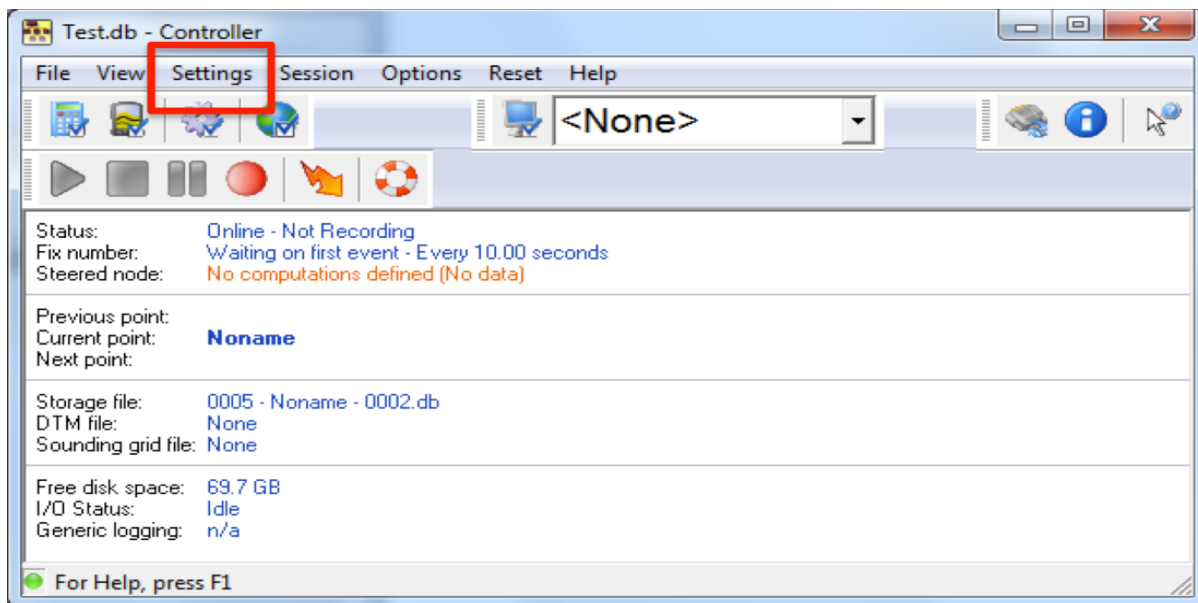 Test.db - Controller
File View Settings Session Options Reset Help
<None>
Status: Online - Not Recording
Fix number: Waiting on first event - Every 10.00 seconds
Steered node: No computations defined (No data)
Previous point:
Current point: Noname
Next point:
Storage file: 0005 - Noname - 0002.db
DTM file: None
Sounding grid file: None
Free disk space: 69.7 GB
I/O Status: Idle
Generic logging: n/a
For Help, press F1